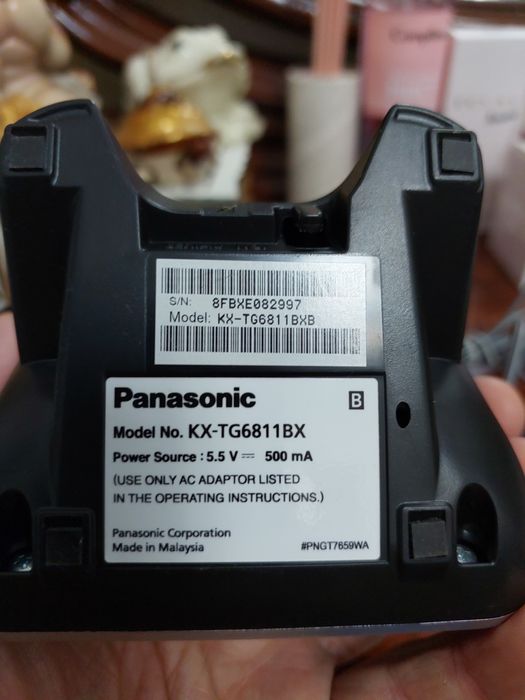 S/N: 8FBXE082997
Model: KX-TG6811BXB
Panasonic B
Model No. KX-TG6811BX
Power Source : 5.5 V ⎓ 500 mA
(USE ONLY AC ADAPTOR LISTED
IN THE OPERATING INSTRUCTIONS.)
Panasonic Corporation
Made in Malaysia #PNGT7659WA